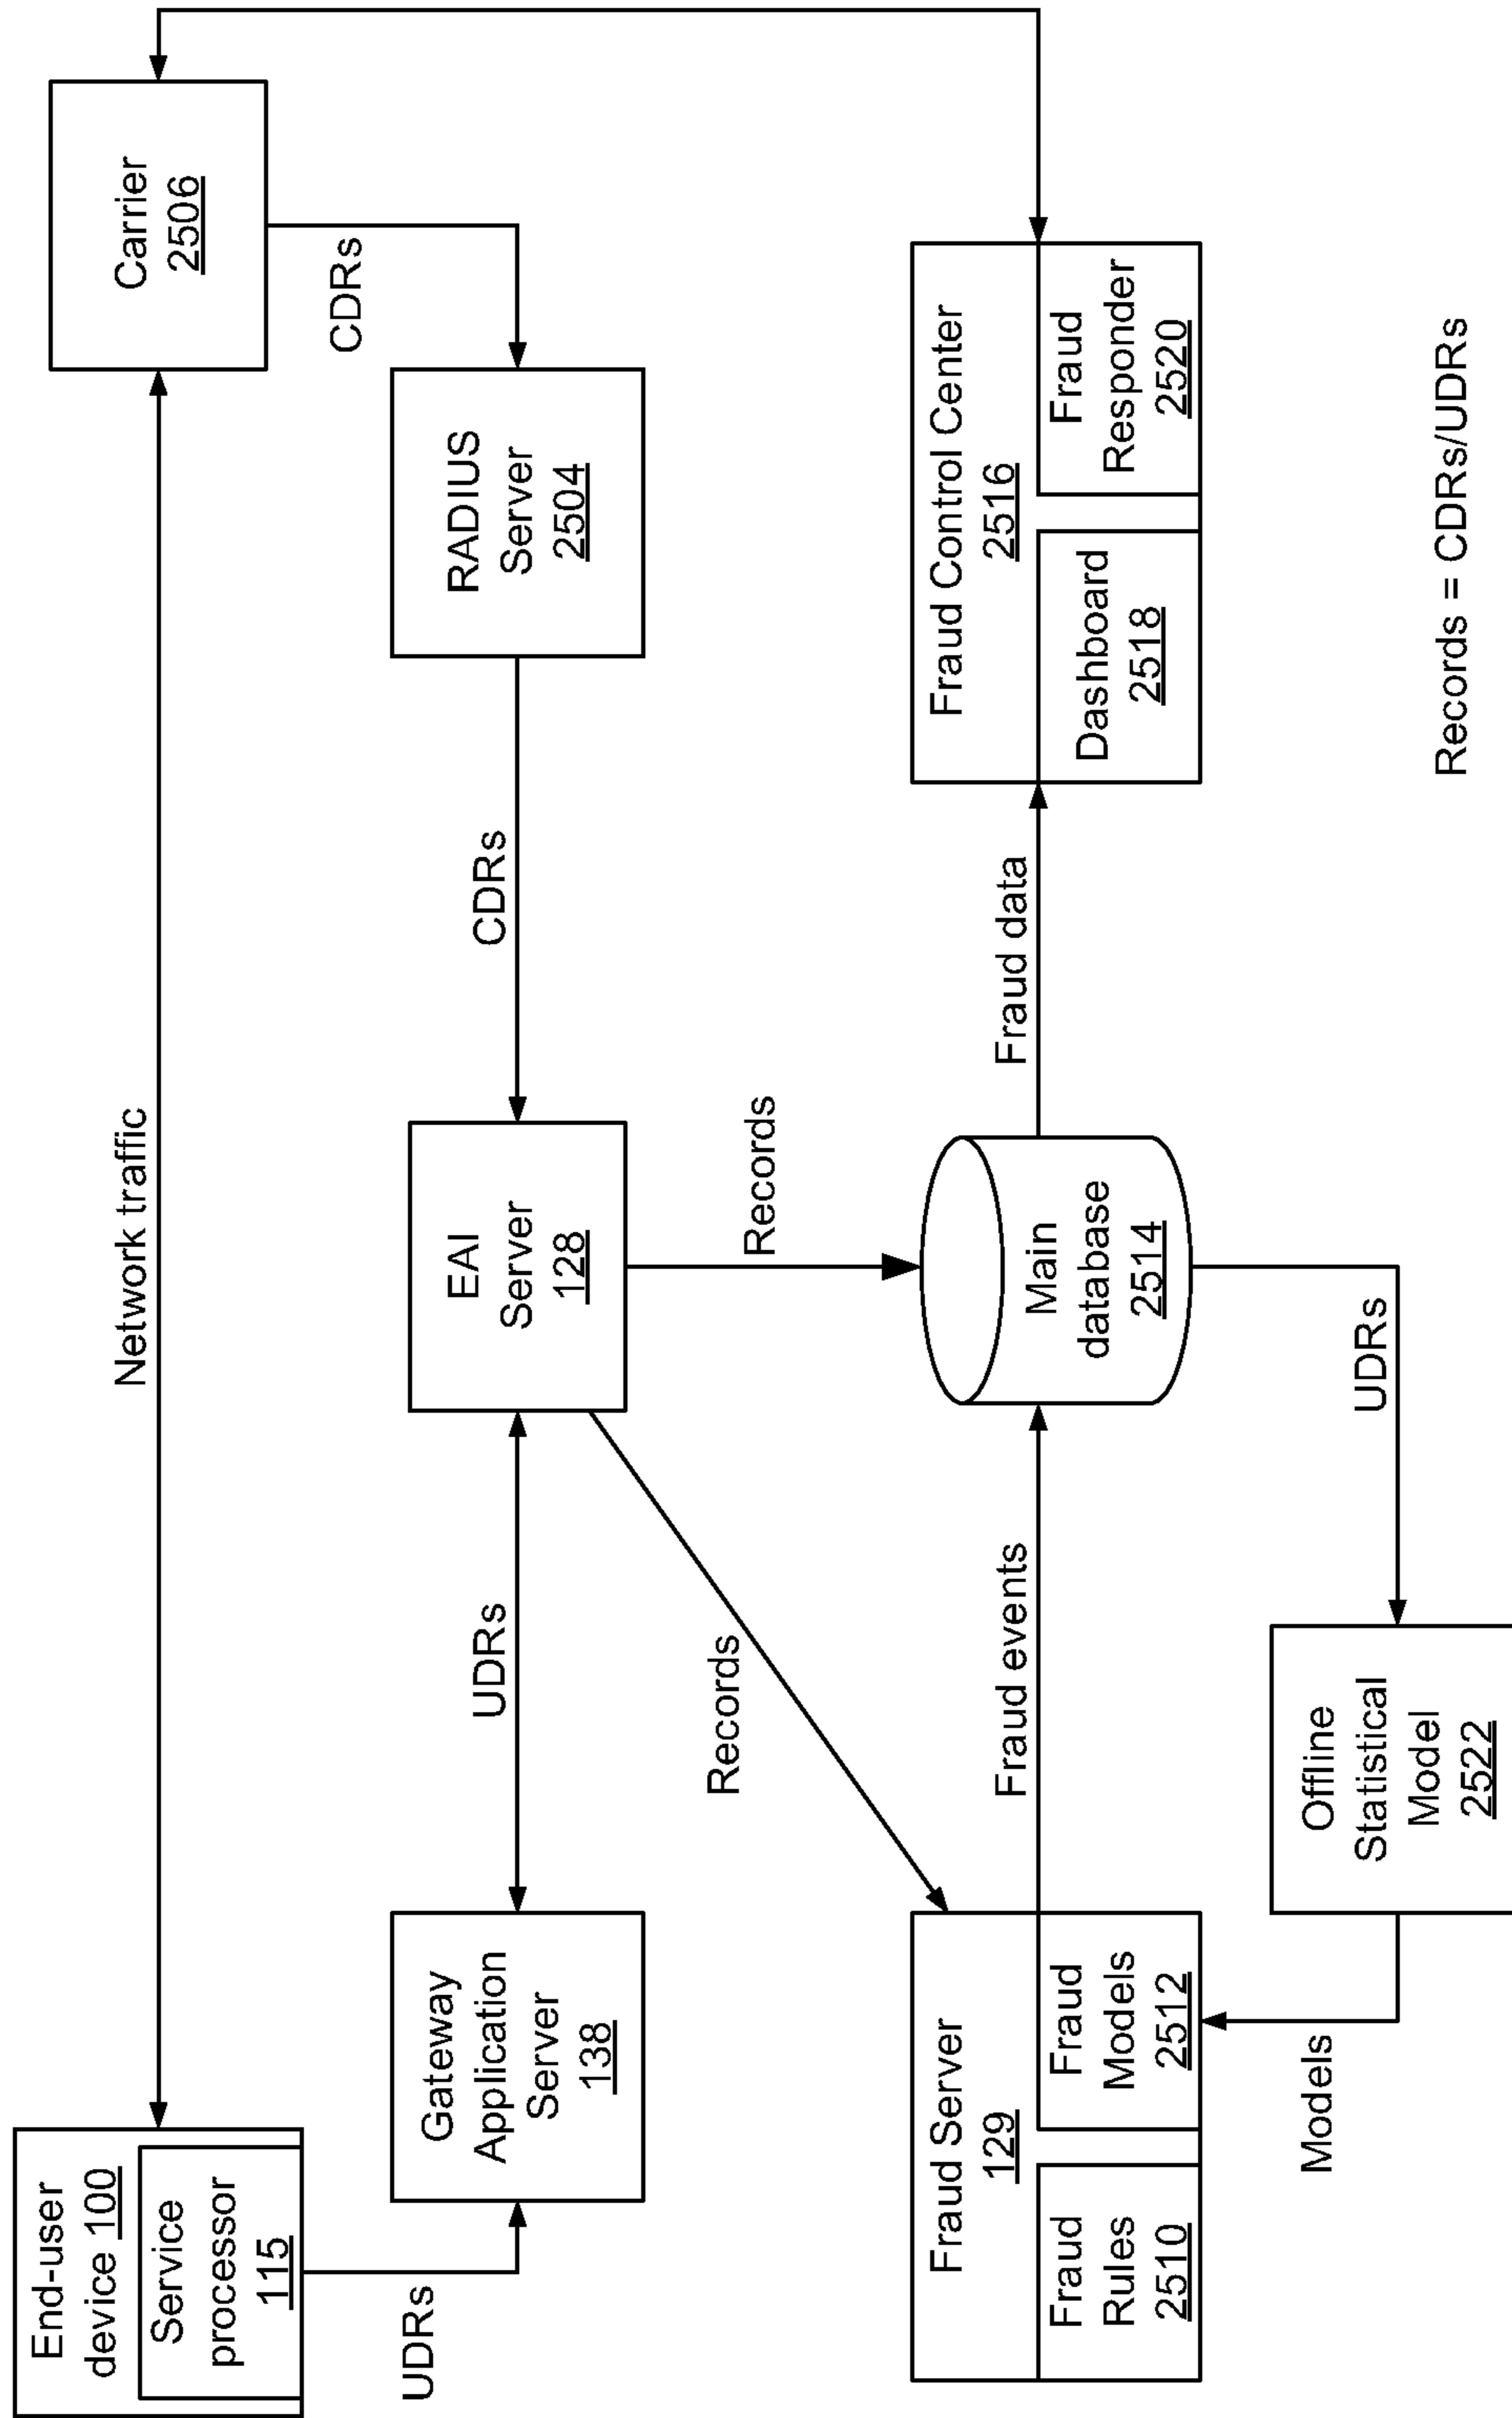 End-user
device 100
Service
processor
115
Network traffic
Carrier
2506
UDRs
CDRs
Gateway
Application
Server
138
UDRs
EAI
Server
128
CDRs
RADIUS
Server
2504
Records
Records
Fraud Server
129
Fraud
Rules
2510
Fraud
Models
2512
Fraud events
Main
database
2514
Fraud data
Fraud Control Center
2516
Dashboard
2518
Fraud
Responder
2520
Models
Offline
Statistical
Model
2522
UDRs
Records = CDRs/UDRs